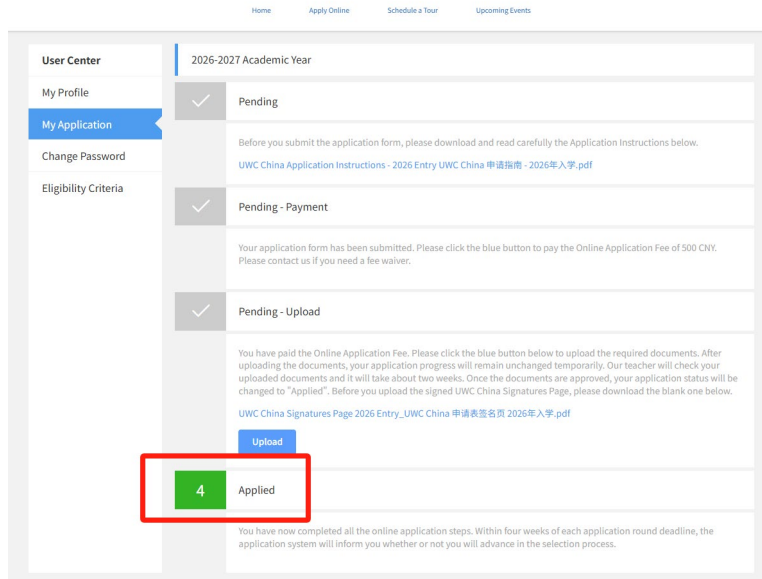 Home Apply Online Schedule a Tour Upcoming Events
User Center
My Profile
My Application
Change Password
Eligibility Criteria
2026-2027 Academic Year
Pending
Before you submit the application form, please download and read carefully the Application Instructions below.
UWC China Application Instructions - 2026 Entry UWC China 申请指南 - 2026年入学.pdf
Pending - Payment
Your application form has been submitted. Please click the blue button to pay the Online Application Fee of 500 CNY.
Please contact us if you need a fee waiver.
Pending - Upload
You have paid the Online Application Fee. Please click the blue button below to upload the required documents. After
uploading the documents, your application progress will remain unchanged temporarily. Our teacher will check your
uploaded documents and it will take about two weeks. Once the documents are approved, your application status will be
changed to "Applied". Before you upload the signed UWC China Signatures Page, please download the blank one below.
UWC China Signatures Page 2026 Entry_UWC China 申请表签名页 2026年入学.pdf
Upload
4 Applied
You have now completed all the online application steps. Within four weeks of each application round deadline, the
application system will inform you whether or not you will advance in the selection process.